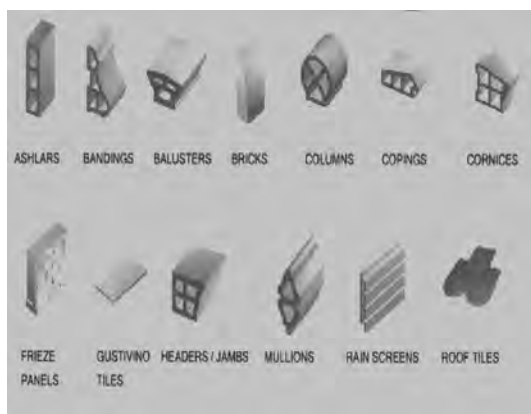 ASHLARS BANDINGS BALUSTERS BRICKS COLUMNS COPINGS CORNICES
FRIEZE PANELS
GUSTIVINO TILES
HEADERS / JAMBS MULLIONS RAIN SCREENS ROOF TILES